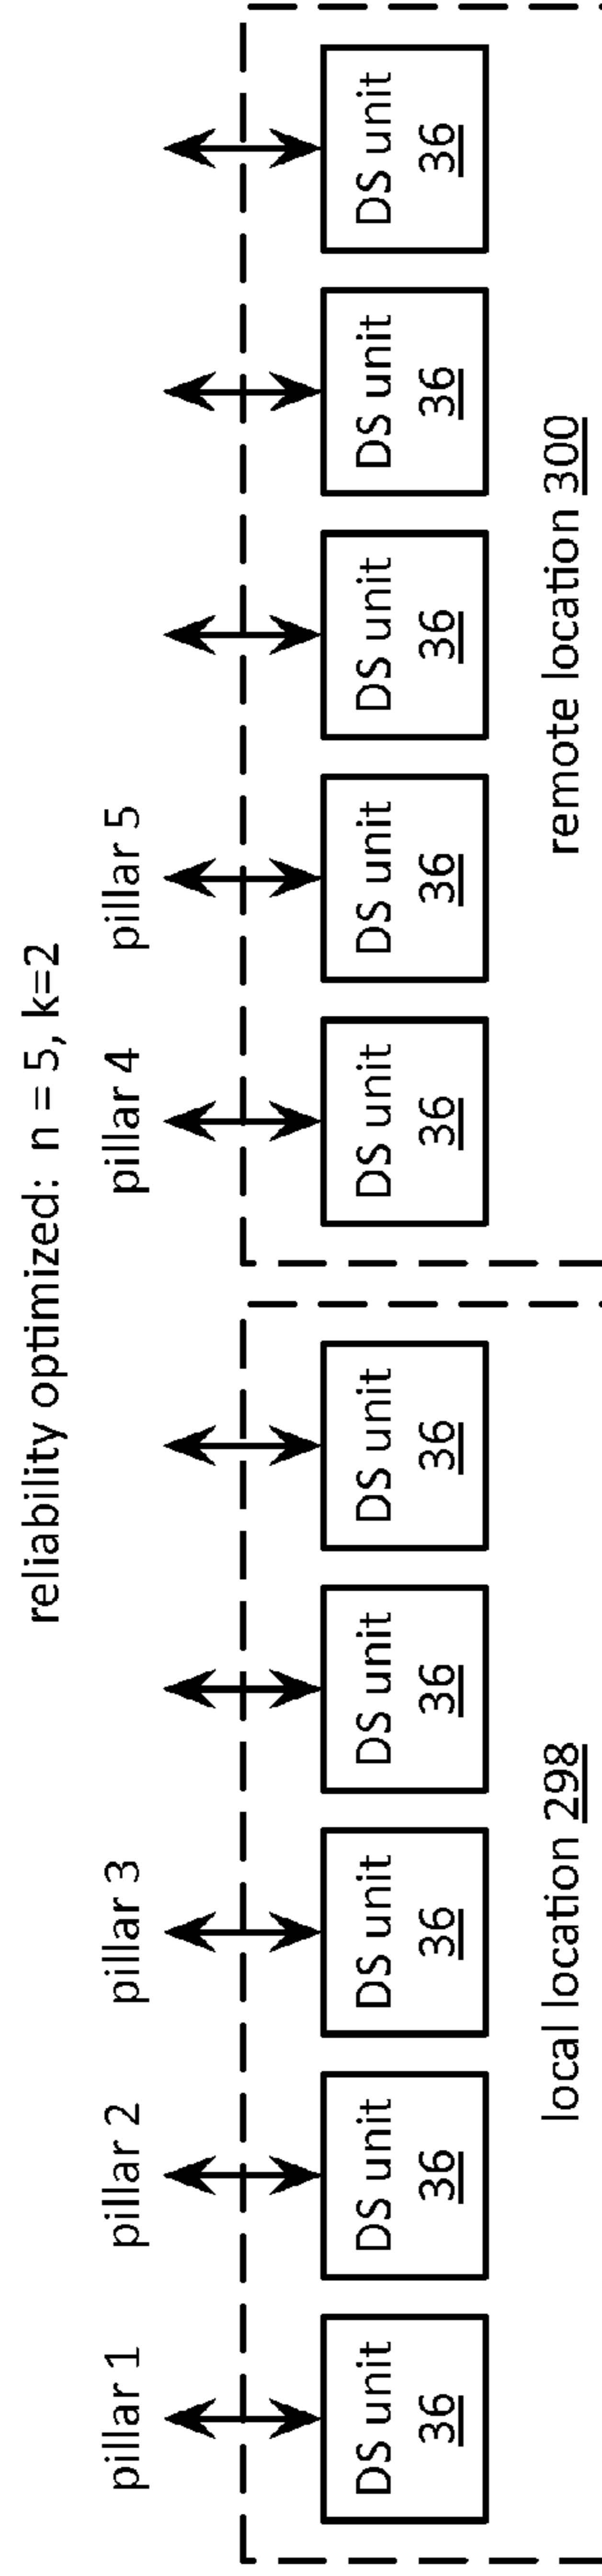 reliability optimized: n = 5, k=2
pillar 1
pillar 2
pillar 3
pillar 4
pillar 5
DS unit
36
DS unit
36
DS unit
36
DS unit
36
DS unit
36
DS unit
36
DS unit
36
DS unit
36
DS unit
36
DS unit
36
local location 298
remote location 300